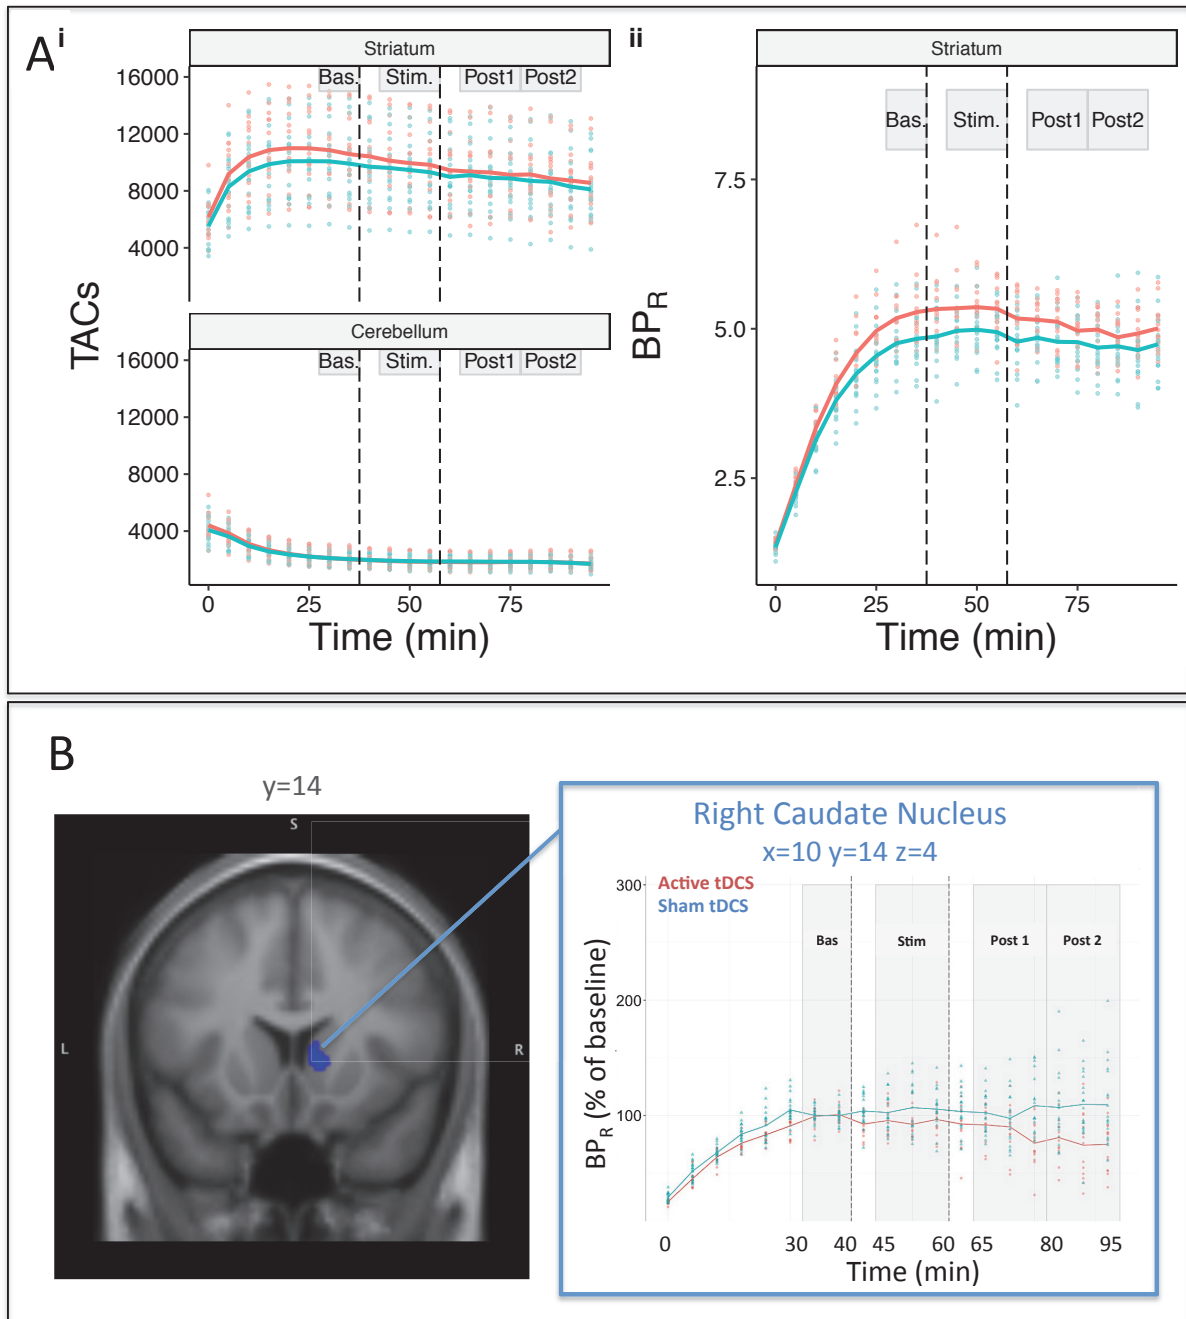 A i
Striatum
16000
12000
8000
4000
Bas.
Stim.
Post1
Post2
TACs
Cerebellum
16000
12000
8000
4000
Bas.
Stim.
Post1
Post2
0 25 50 75
Time (min)
ii
Striatum
Bas.
Stim.
Post1
Post2
7.5
5.0
2.5
BPR
0 25 50 75
Time (min)
B
y=14
S
L
R
Right Caudate Nucleus
x=10 y=14 z=4
Active tDCS
Sham tDCS
300
200
100
Bas
Stim
Post 1
Post 2
BPR (% of baseline)
0 30 40 45 60 65 80 95
Time (min)